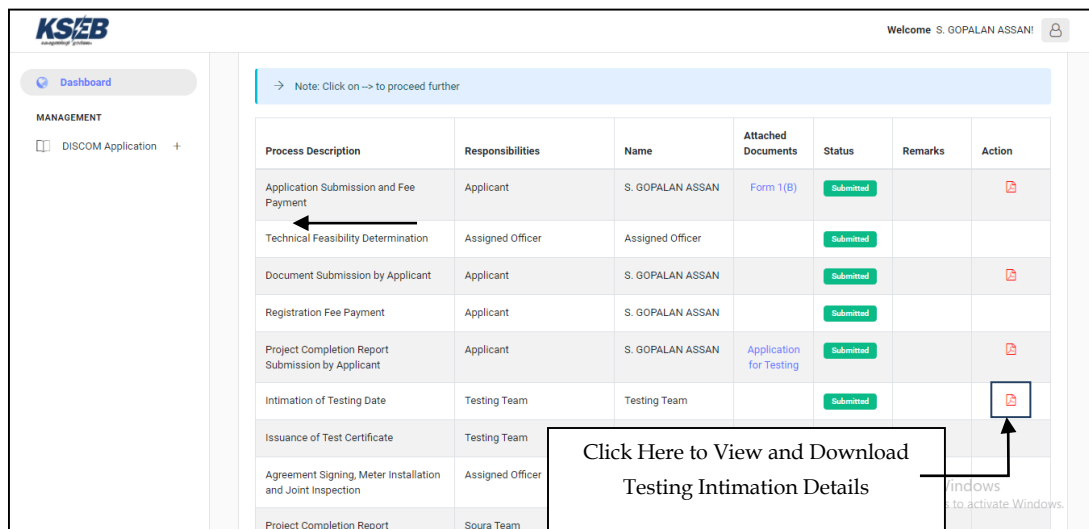 KSEB
Welcome S. GOPALAN ASSAN!
Dashboard
MANAGEMENT
DISCOM Application +
→ Note: Click on --> to proceed further
Process Description Responsibilities Name Attached Documents Status Remarks Action
Application Submission and Fee Payment Applicant S. GOPALAN ASSAN Form 1(B) Submitted
Technical Feasibility Determination Assigned Officer Assigned Officer Submitted
Document Submission by Applicant Applicant S. GOPALAN ASSAN Submitted
Registration Fee Payment Applicant S. GOPALAN ASSAN Submitted
Project Completion Report Submission by Applicant Applicant S. GOPALAN ASSAN Application for Testing Submitted
Intimation of Testing Date Testing Team Testing Team Submitted
Issuance of Test Certificate Testing Team
Agreement Signing, Meter Installation and Joint Inspection Assigned Officer
Project Completion Report Soura Team
Click Here to View and Download
Testing Intimation Details
to activate Windows.